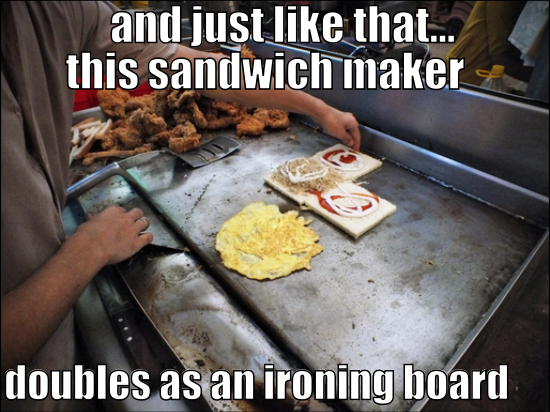 and just like that...
this sandwich maker
doubles as an ironing board